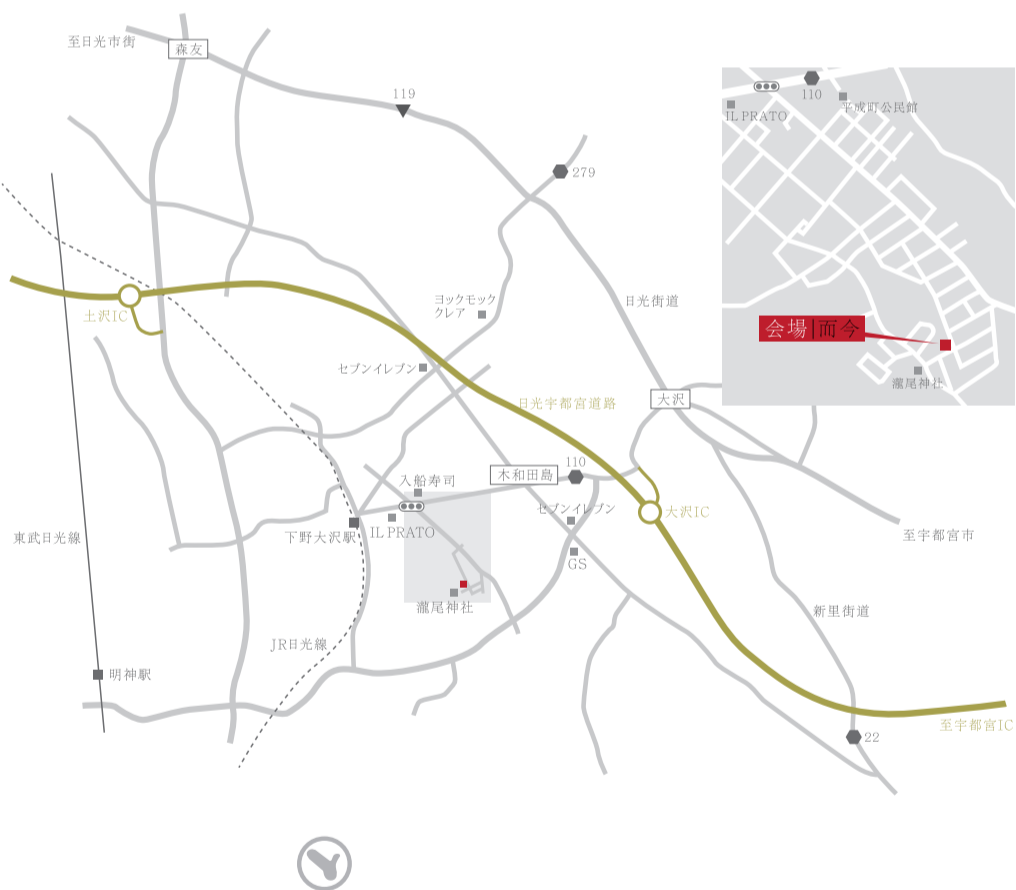 至日光市街
森友
119
279
110
平成町公民館
IL PRATO
ヨックモック
クレア
日光街道
土沢IC
会場|而今
瀧尾神社
セブンイレブン
日光宇都宮道路
大沢
110
木和田島
入船寿司
セブンイレブン
大沢IC
下野大沢駅
IL PRATO
東武日光線
至宇都宮市
GS
瀧尾神社
新里街道
JR日光線
明神駅
至宇都宮IC
22